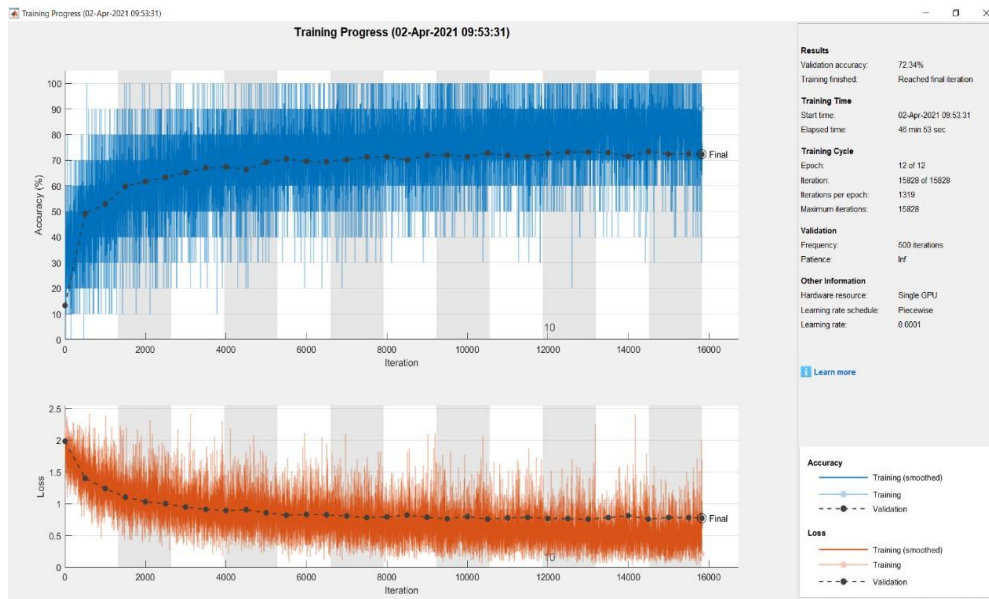 Training Progress (02-Apr-2021 09:53:31)
Training Progress (02-Apr-2021 09:53:31)
100
90
80
70
60
50
40
30
20
10
0
Accuracy (%)
Final
10
0 2000 4000 6000 8000 10000 12000 14000 16000
Iteration
2.5
2
1.5
1
0.5
0
Loss
Final
10
0 2000 4000 6000 8000 10000 12000 14000 16000
Iteration
Results
Validation accuracy: 72.34%
Training finished: Reached final iteration
Training Time
Start time: 02-Apr-2021 09:53:31
Elapsed time: 46 min 53 sec
Training Cycle
Epoch: 12 of 12
Iteration: 15828 of 15828
Iterations per epoch: 1319
Maximum iterations: 15828
Validation
Frequency: 500 iterations
Patience: Inf
Other Information
Hardware resource: Single GPU
Learning rate schedule: Piecewise
Learning rate: 0.0001
i Learn more
Accuracy
Training (smoothed)
Training
Validation
Loss
Training (smoothed)
Training
Validation